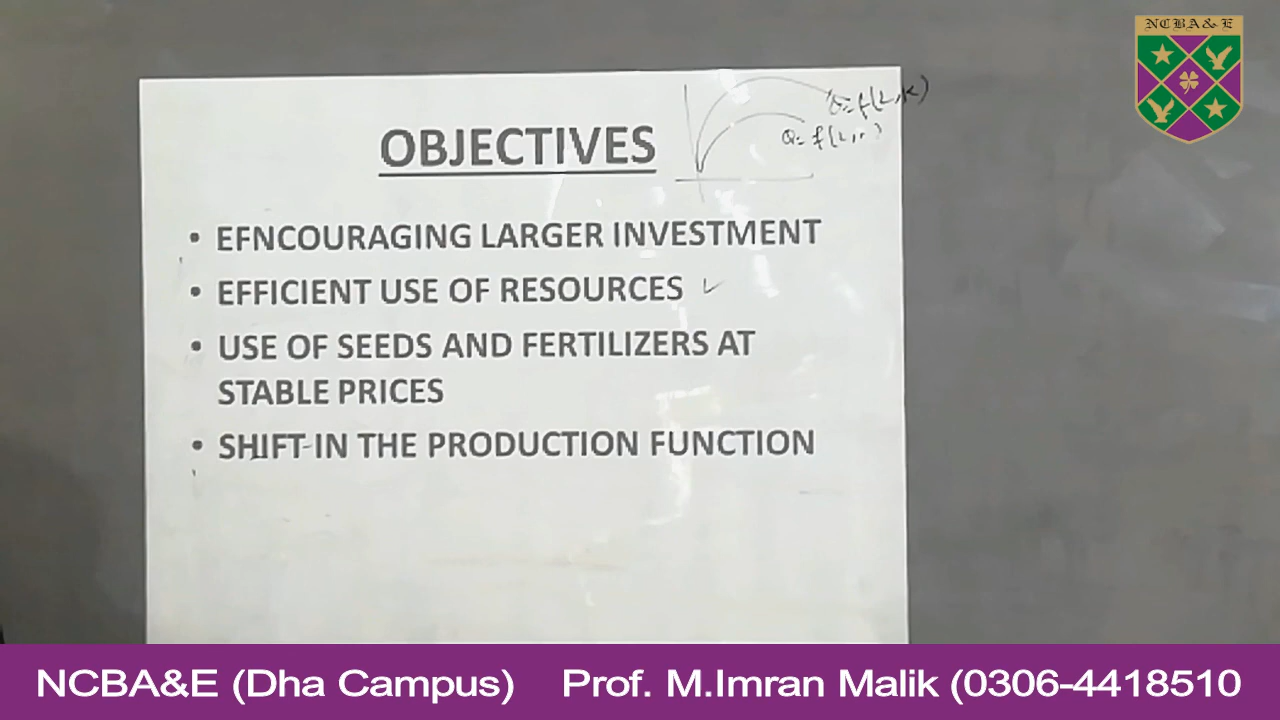 NCBA&E
Q=f(L,K)
OBJECTIVES
Q=f(L,
• EFNCOURAGING LARGER INVESTMENT
• EFFICIENT USE OF RESOURCES ✓
• USE OF SEEDS AND FERTILIZERS AT
STABLE PRICES
• SHIFT IN THE PRODUCTION FUNCTION
NCBA&E (Dha Campus) Prof. M.Imran Malik (0306-4418510